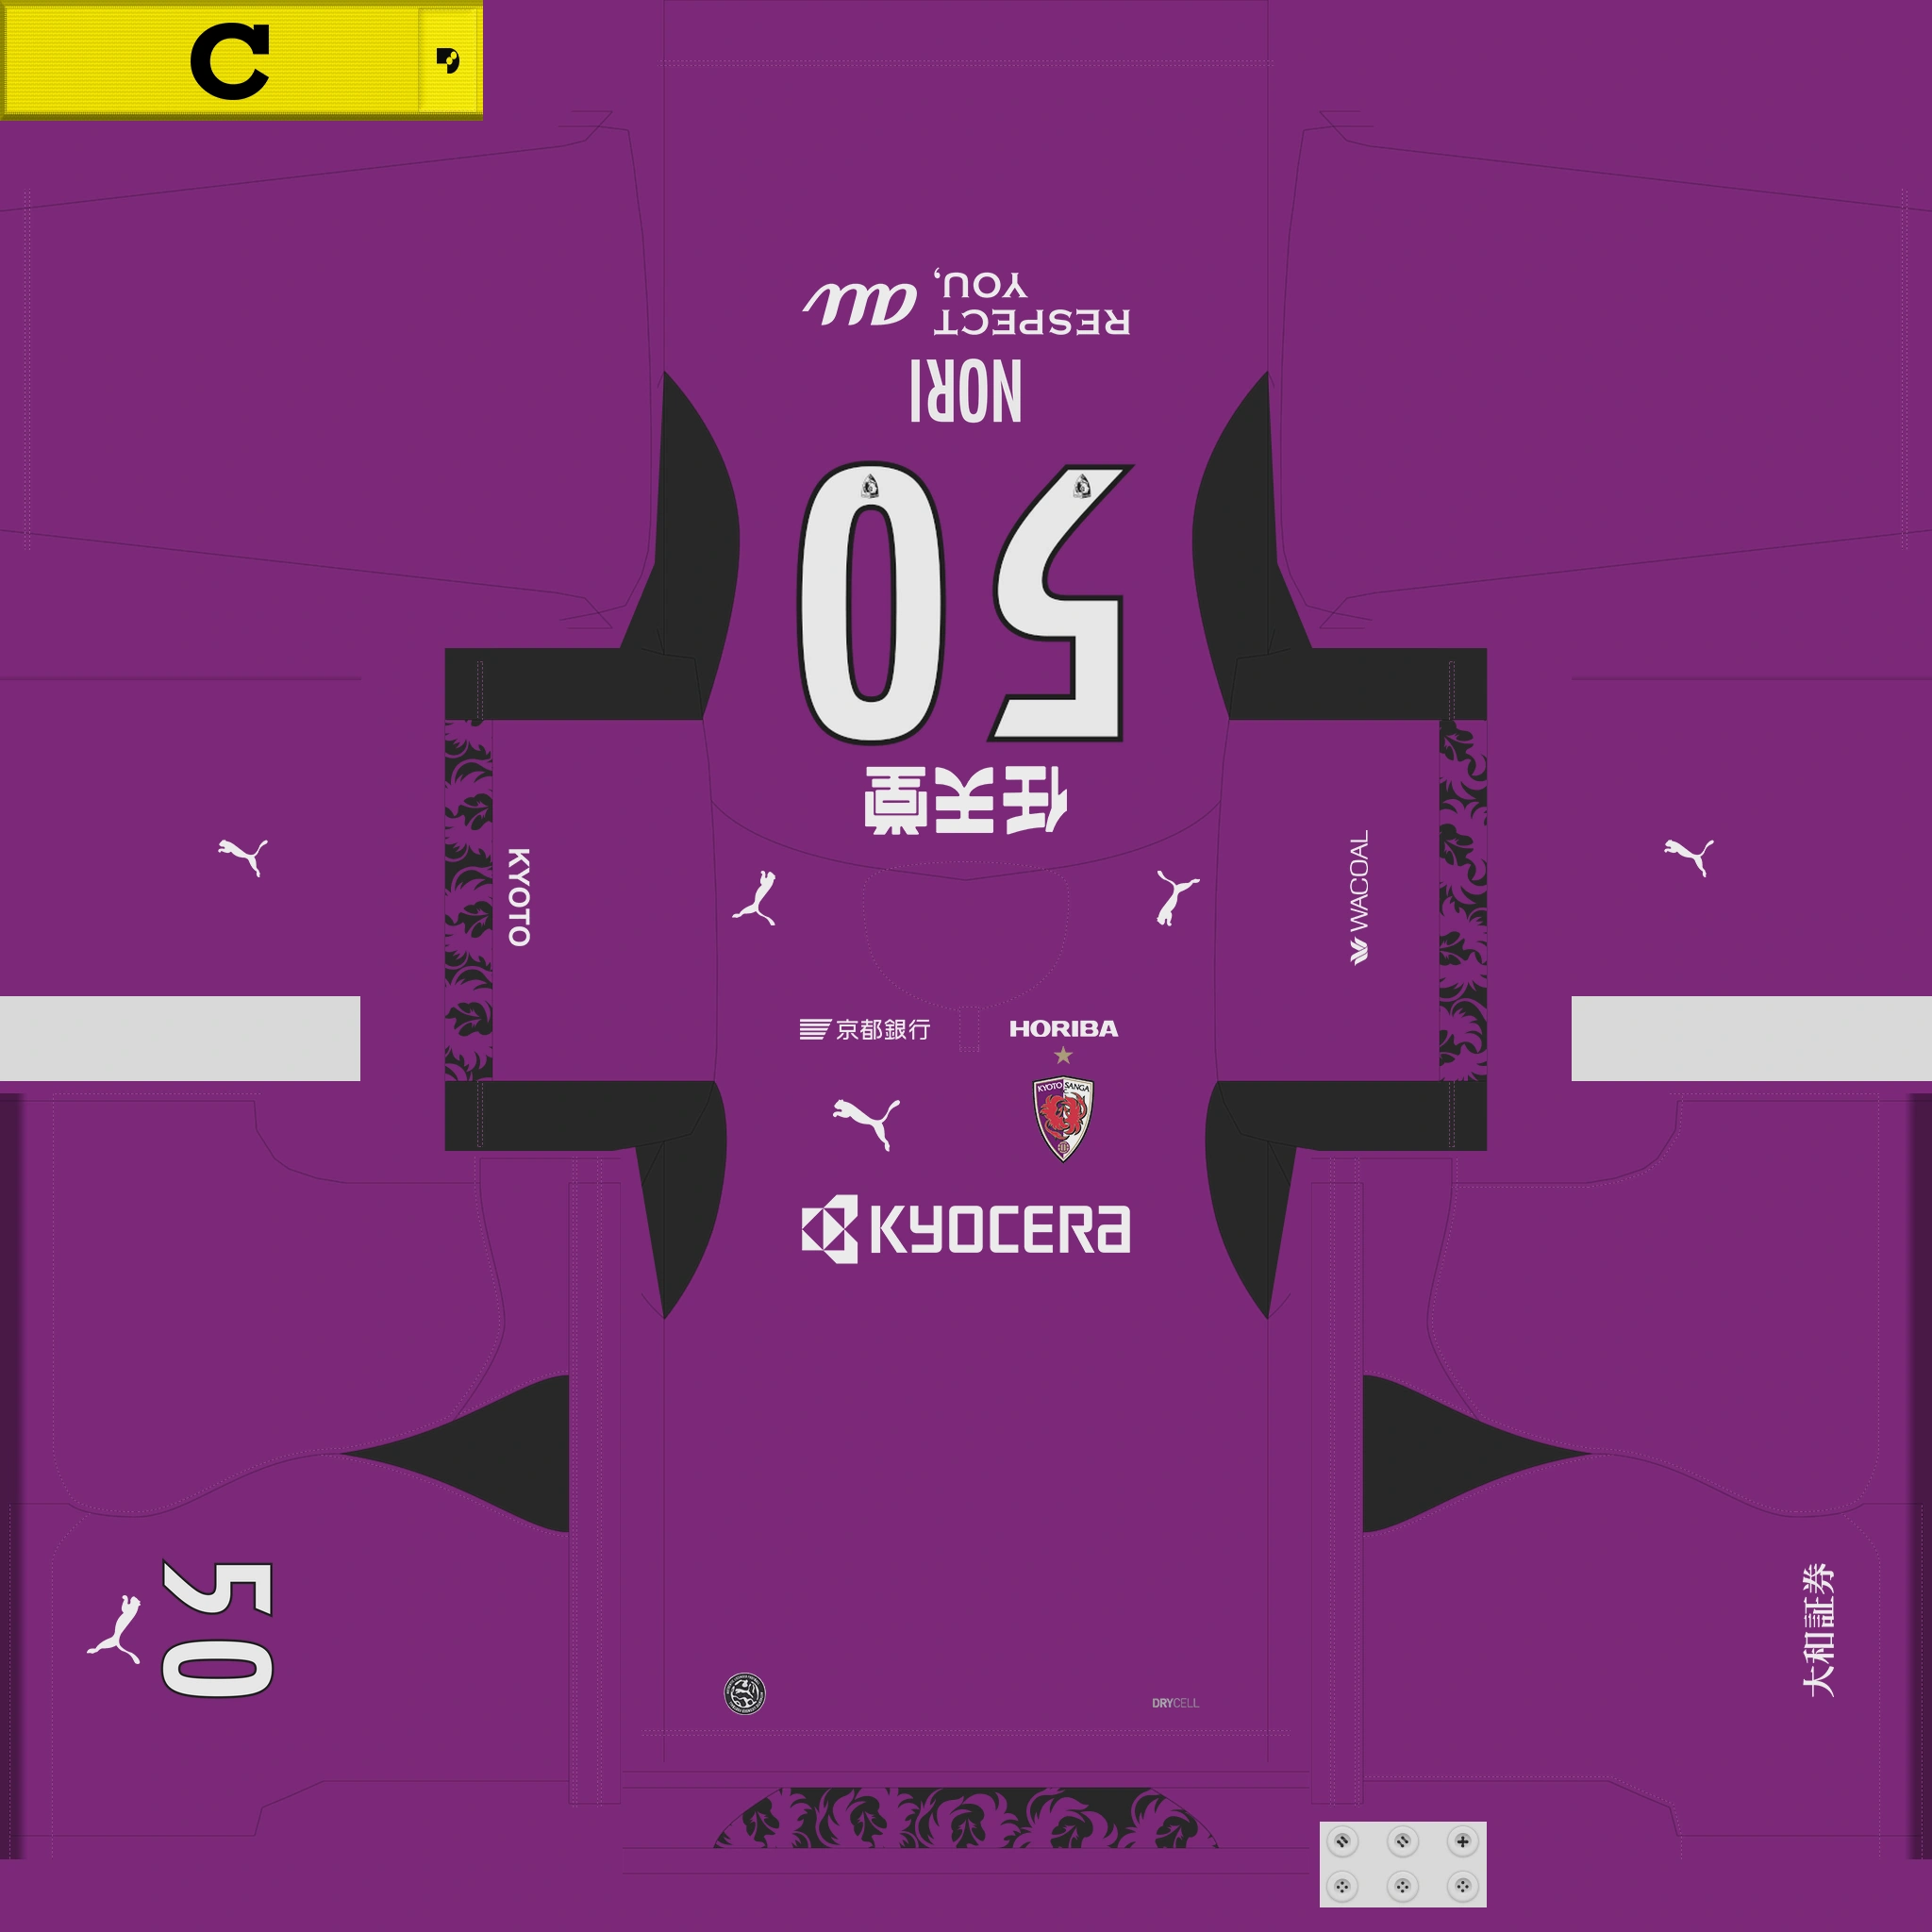 C
RESPECT
YOU,
au
NORI
50
任天堂
KYOTO
WACOAL
京都銀行
HORIBA
KYOTO SANGA
KYOCERA
50
大和証券
DRYCELL